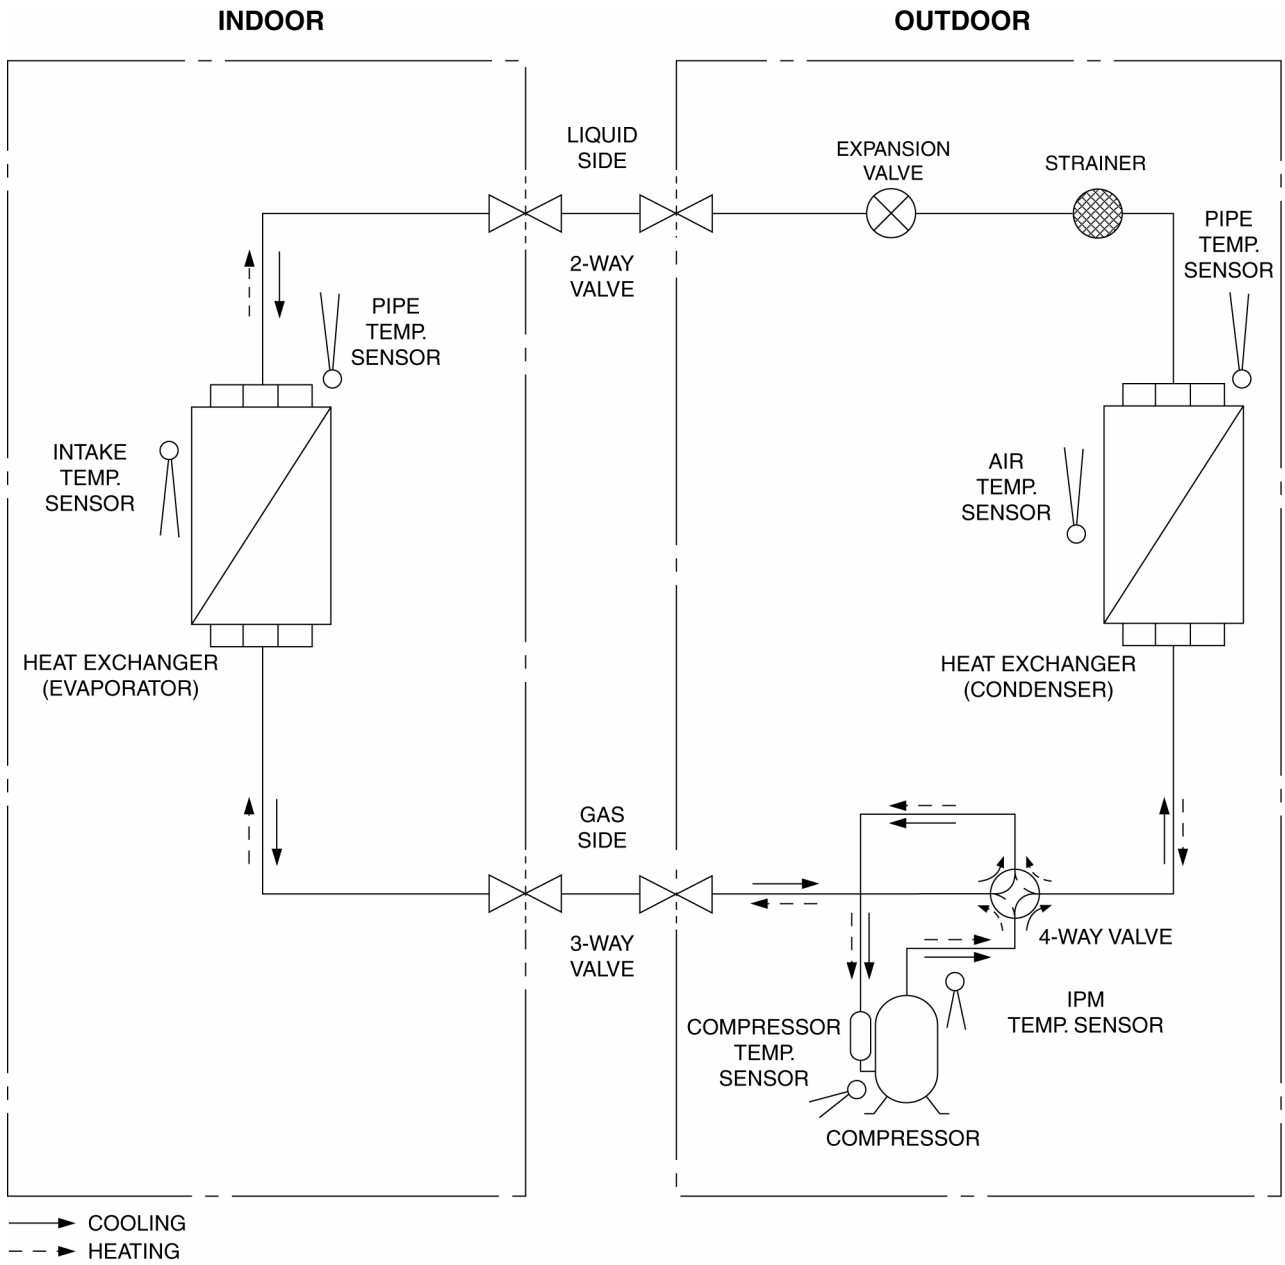 INDOOR
OUTDOOR
LIQUID
SIDE
EXPANSION
VALVE
STRAINER
PIPE
TEMP.
SENSOR
2-WAY
VALVE
PIPE
TEMP.
SENSOR
INTAKE
TEMP.
SENSOR
AIR
TEMP.
SENSOR
HEAT EXCHANGER
(EVAPORATOR)
HEAT EXCHANGER
(CONDENSER)
GAS
SIDE
3-WAY
VALVE
4-WAY VALVE
IPM
TEMP. SENSOR
COMPRESSOR
TEMP.
SENSOR
COMPRESSOR
COOLING
HEATING